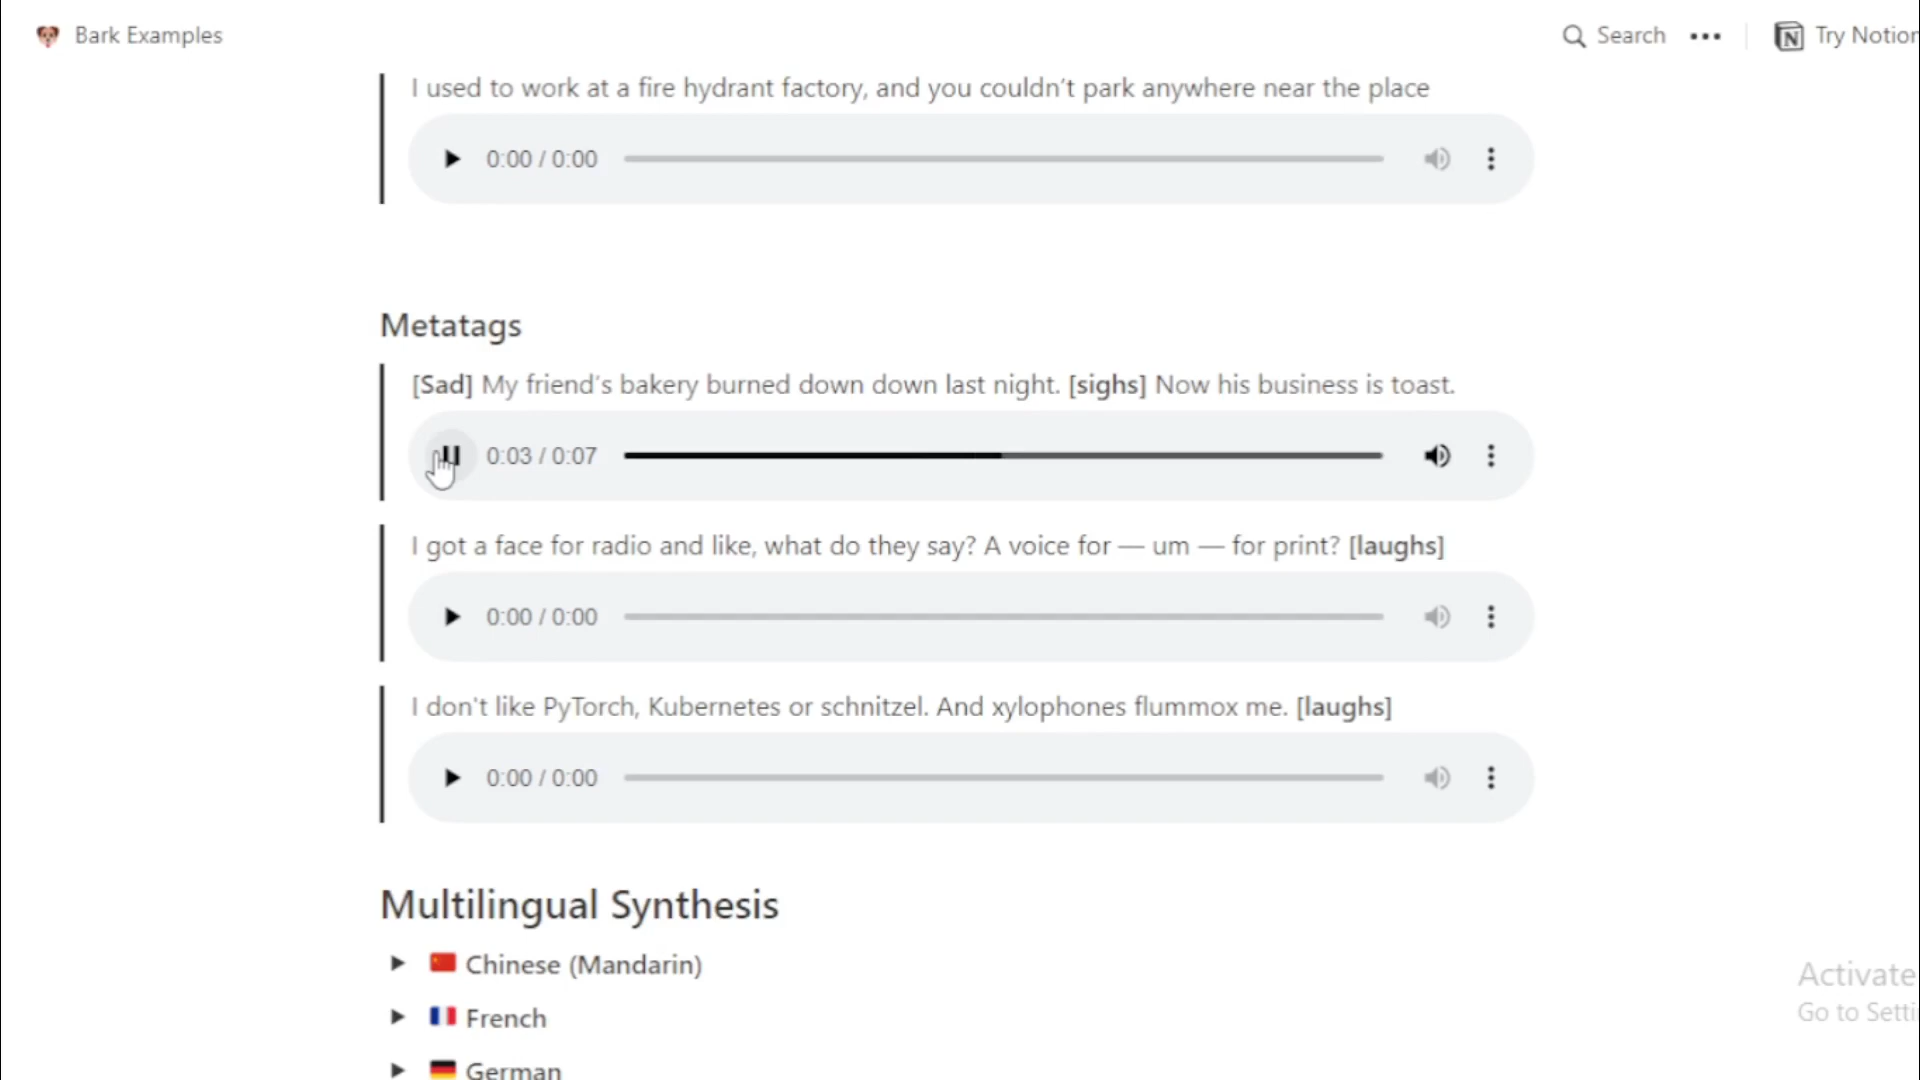 Bark Examples
Search
Try Notion
I used to work at a fire hydrant factory, and you couldn't park anywhere near the place
0:00 / 0:00
Metatags
[Sad] My friend's bakery burned down down last night. [sighs] Now his business is toast.
0:03 / 0:07
I got a face for radio and like, what do they say? A voice for — um — for print? [laughs]
0:00 / 0:00
I don't like PyTorch, Kubernetes or schnitzel. And xylophones flummox me. [laughs]
0:00 / 0:00
Multilingual Synthesis
Chinese (Mandarin)
French
German
Activate
Go to Setti